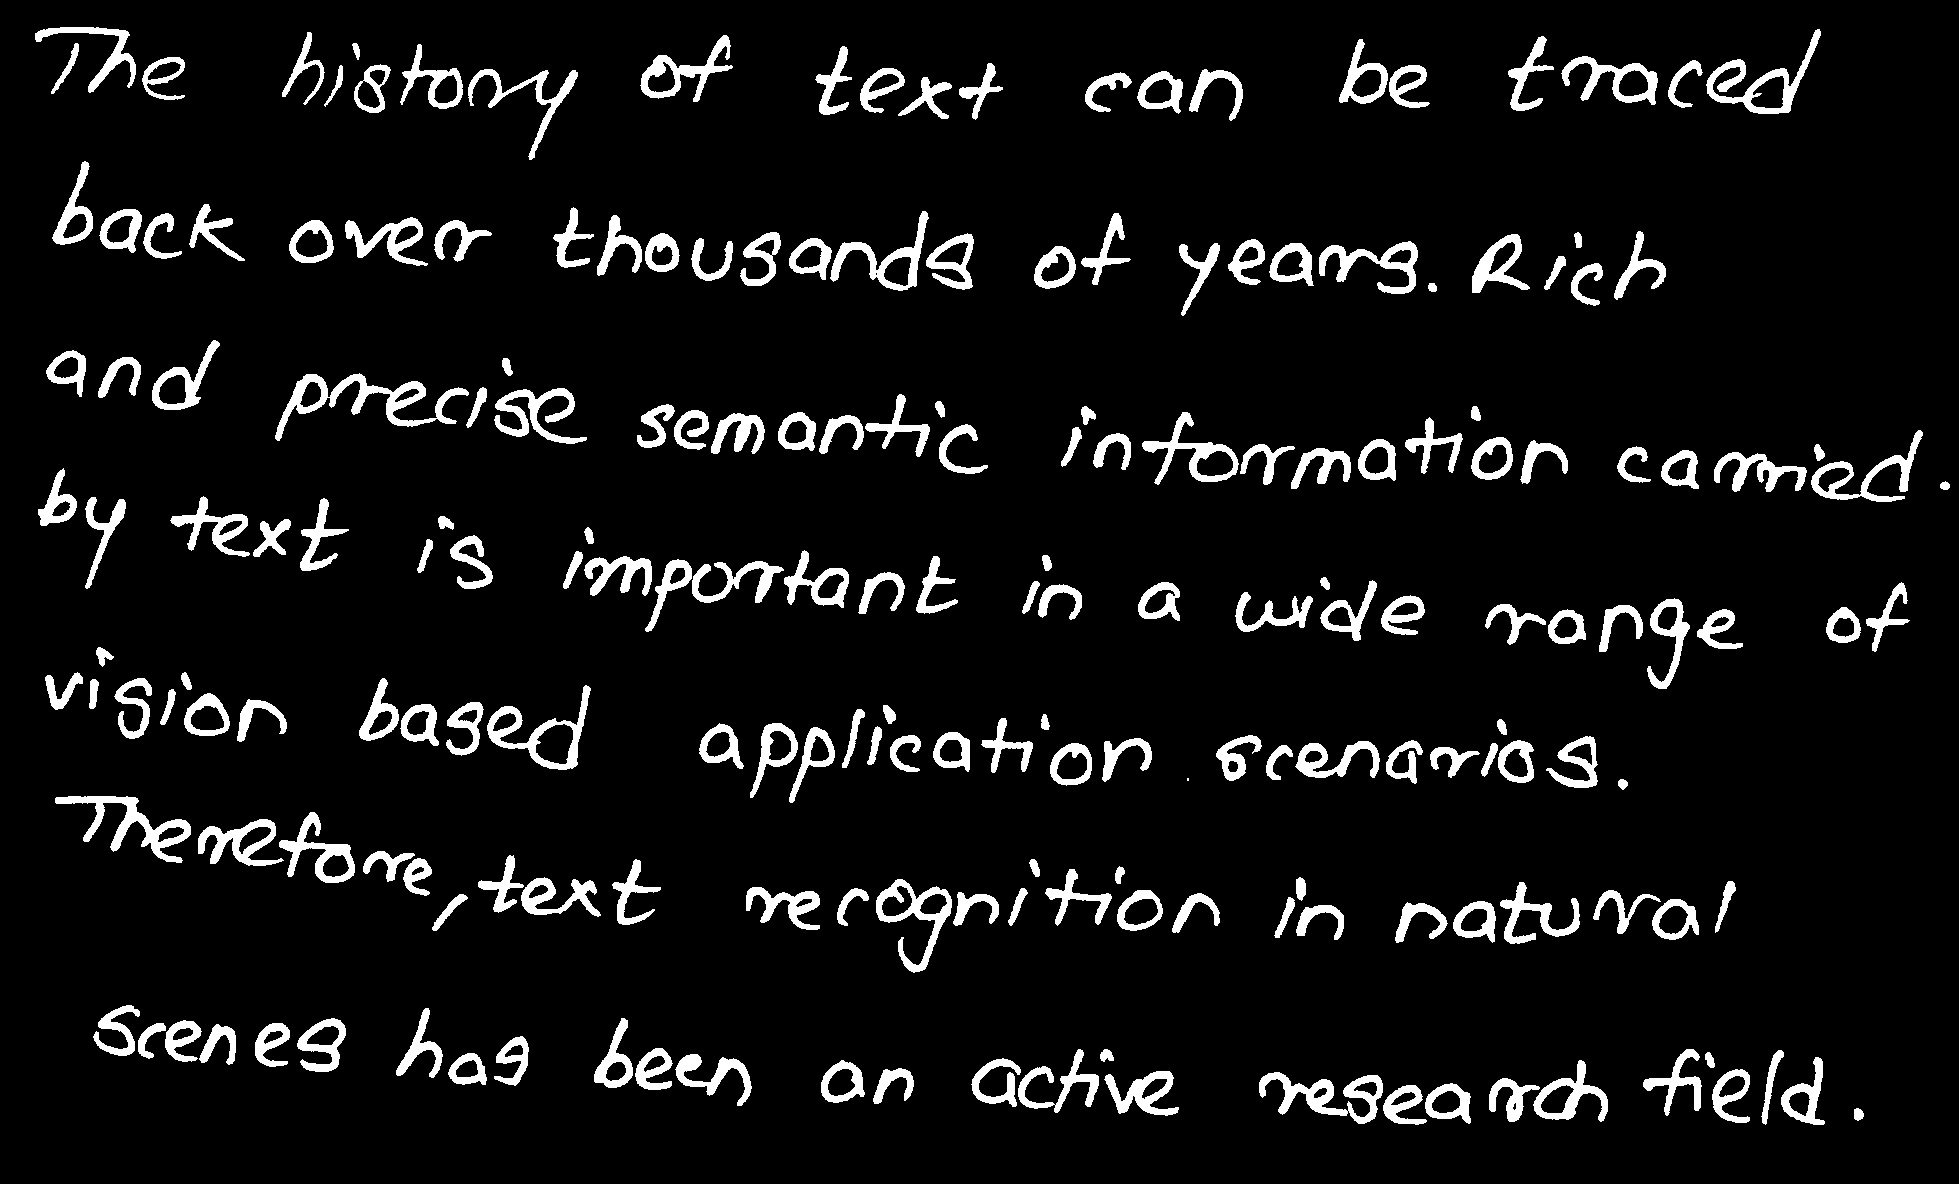 The history of text can be traced
back over thousands of years. Rich
and precise semantic information carried.
by text is important in a wide range of
vision based application scenarios.
Therefore, text recognition in natural
scenes has been an active research field.